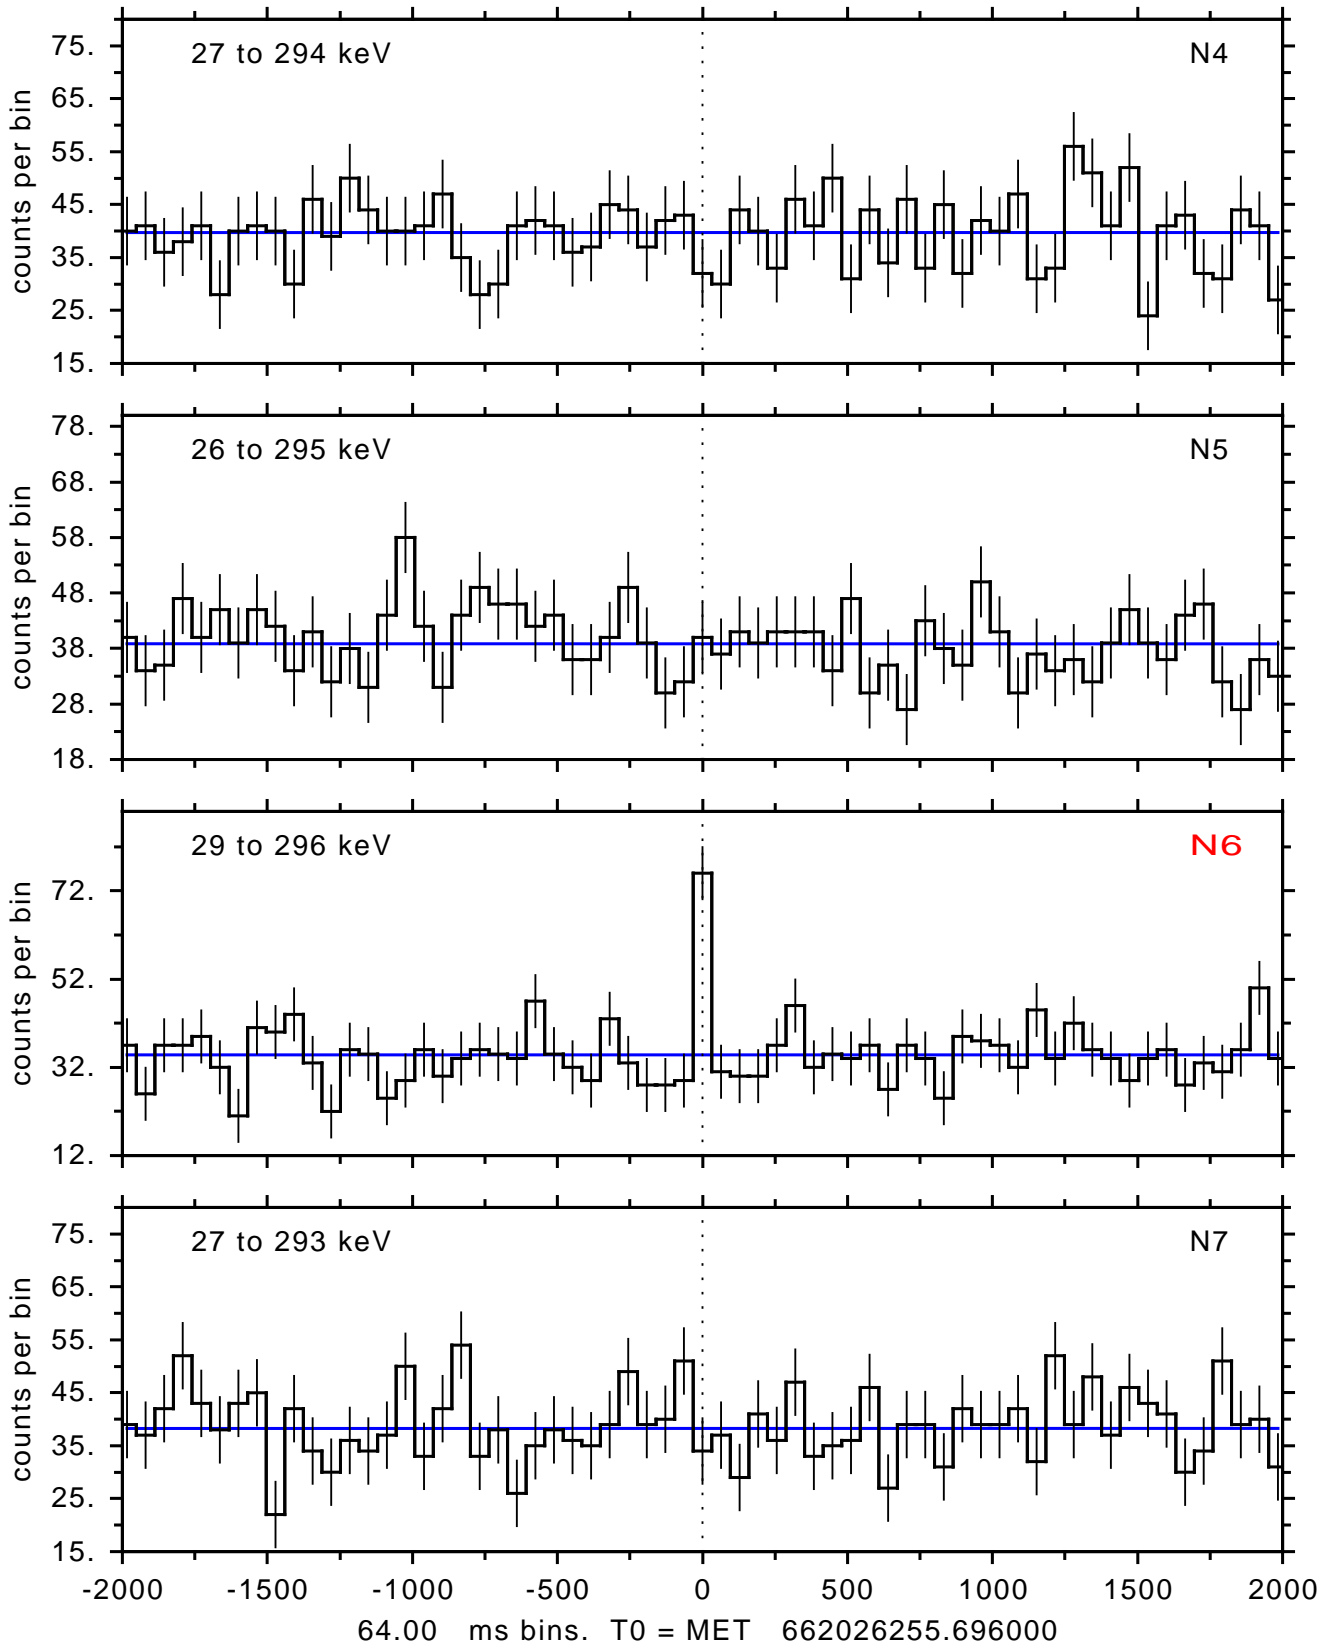 27 to 294 keV N4
75.
65.
55.
45.
35.
25.
15.
counts per bin
26 to 295 keV N5
78.
68.
58.
48.
38.
28.
18.
counts per bin
29 to 296 keV N6
72.
52.
32.
12.
counts per bin
27 to 293 keV N7
75.
65.
55.
45.
35.
25.
15.
counts per bin
-2000 -1500 -1000 -500 0 500 1000 1500 2000
64.00 ms bins. T0 = MET 662026255.696000